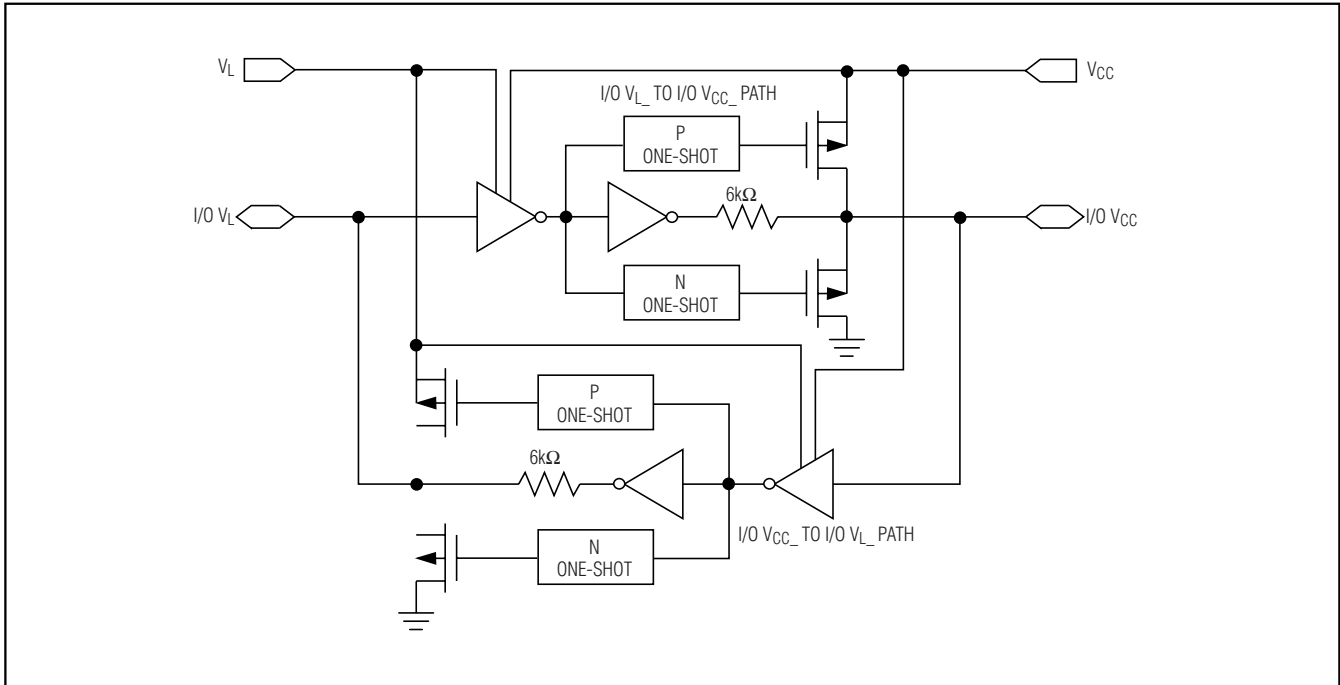 VL
VCC
I/O VL_ TO I/O VCC_ PATH
P
ONE-SHOT
6kΩ
I/O VL
I/O VCC
N
ONE-SHOT
P
ONE-SHOT
6kΩ
I/O VCC_ TO I/O VL_ PATH
N
ONE-SHOT